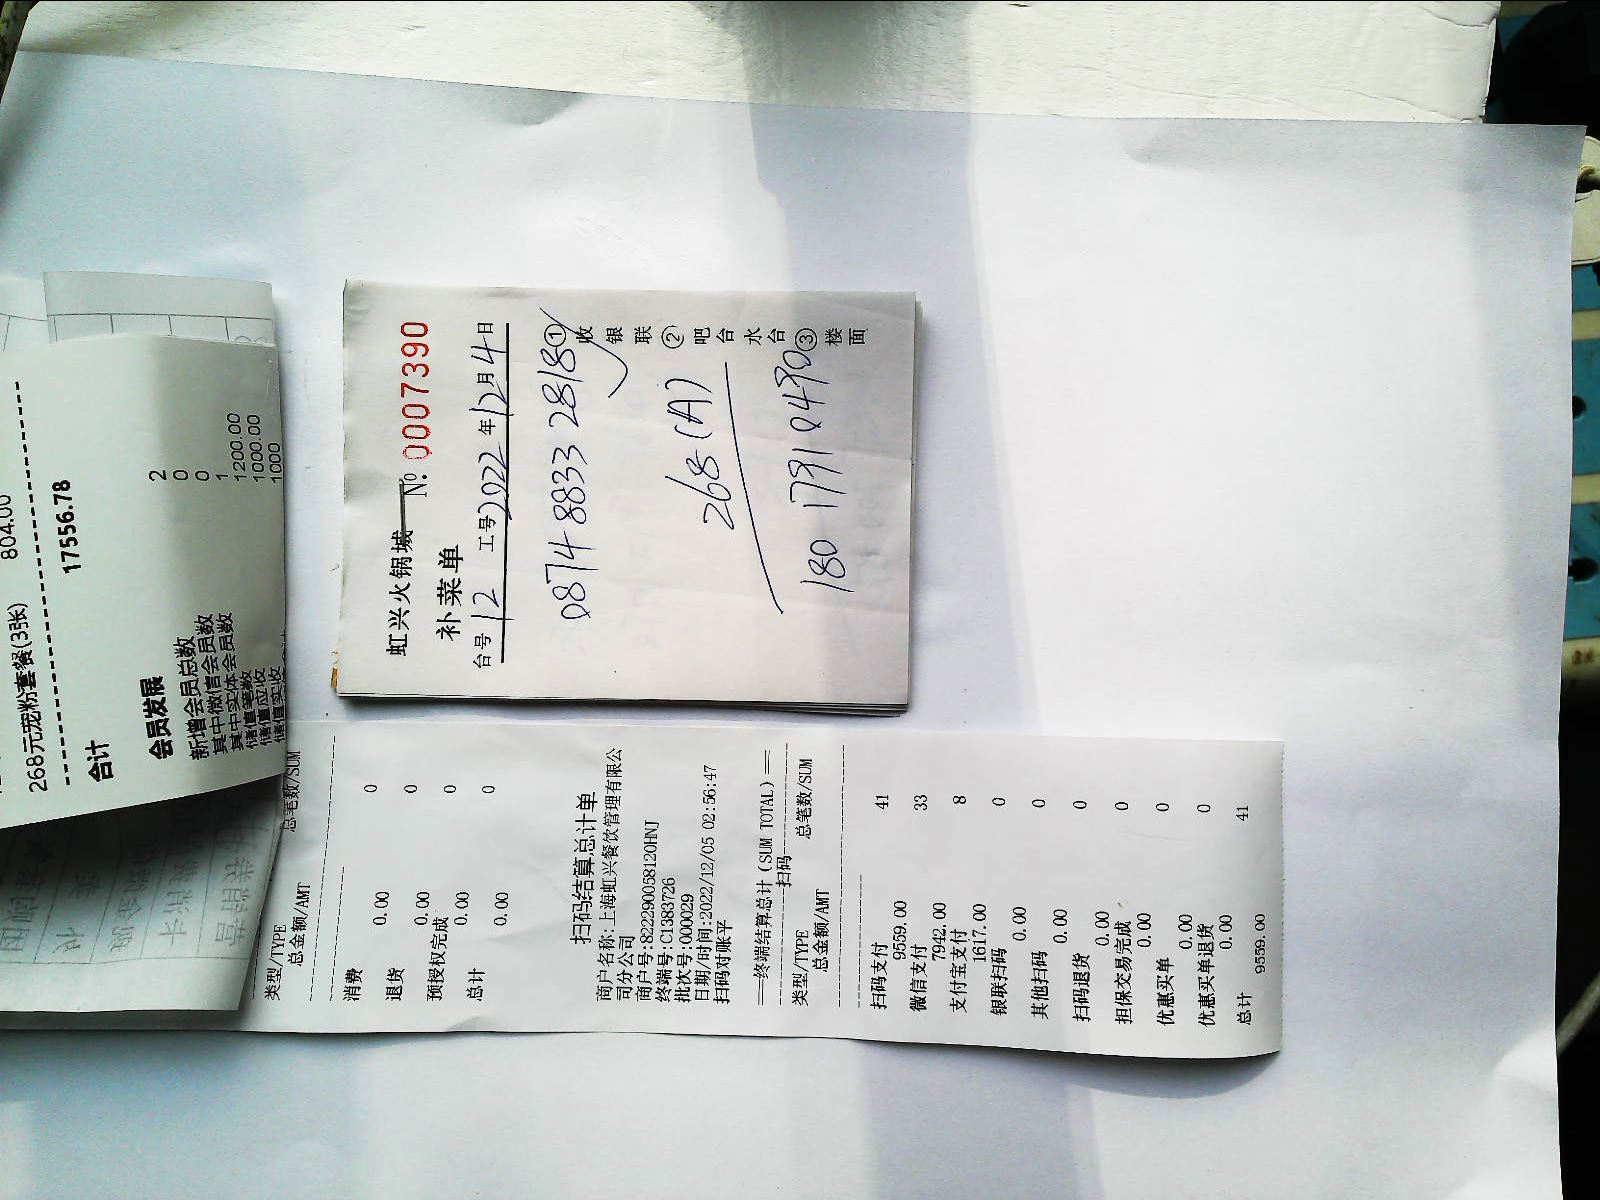 804.00
268元宠粉套餐(3张)
合计 17556.78
会员发展
新增会员总数 2
其中微信会员数 0
其中实体会员数 0
储值笔数 1
储值应收 1200.00
储值实收 1000.00
1000
虹兴火锅城 № 0007390
补菜单
台号 12 工号 2022 年 12 月 4 日
0874 8833 2818
268(A)
180 1791 0490
①收银联②吧台水台③楼面
类型/TYPE 总笔数/SUM
总金额/AMT
消费 0
0.00
退货 0
0.00
预授权完成 0
0.00
总计 0
0.00
扫码结算总计单
商户名称:上海虹兴餐饮管理有限公
司分公司
商户号:82229005812OHNJ
终端号:C1383726
批次号:000029
日期/时间:2022/12/05 02:56:47
扫码对账平
==终端结算总计(SUM TOTAL)==
扫码
类型/TYPE 总笔数/SUM
总金额/AMT
扫码支付 41
9559.00
微信支付 33
7942.00
支付宝支付 8
1617.00
银联扫码 0
0.00
其他扫码 0
0.00
扫码退货 0
0.00
担保交易完成 0
0.00
优惠买单 0
0.00
优惠买单退货 0
0.00
总计 41
9559.00